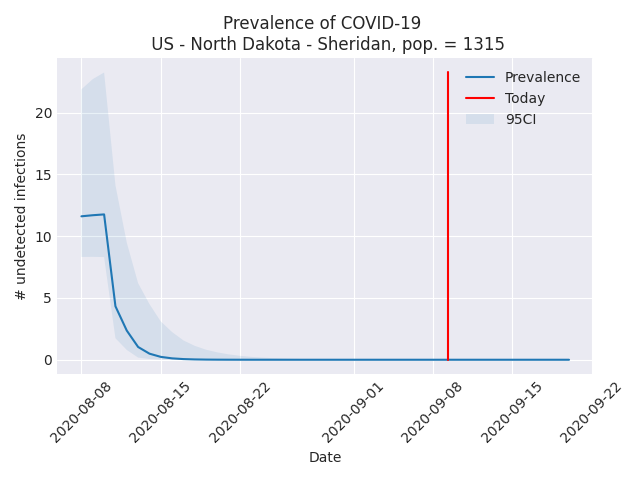 Prevalence of COVID-19
US - North Dakota - Sheridan, pop. = 1315
Prevalence
Today
95CI
# undetected infections
20
15
10
5
0
2020-08-08
2020-08-15
2020-08-22
2020-09-01
2020-09-08
2020-09-15
2020-09-22
Date